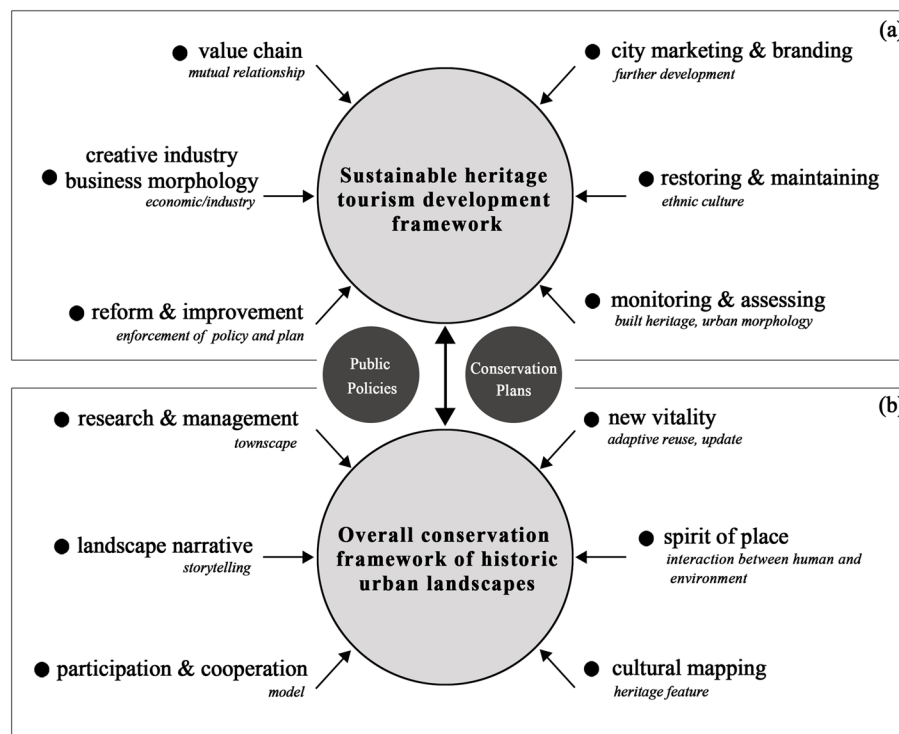 (a)
● value chain
mutual relationship
● city marketing & branding
further development
creative industry
● business morphology
economic/industry
Sustainable heritage
tourism development
framework
● restoring & maintaining
ethnic culture
● reform & improvement
enforcement of policy and plan
● monitoring & assessing
built heritage, urban morphology
Public
Policies
Conservation
Plans
(b)
● research & management
townscape
● new vitality
adaptive reuse, update
● landscape narrative
storytelling
Overall conservation
framework of historic
urban landscapes
● spirit of place
interaction between human and
environment
● participation & cooperation
model
● cultural mapping
heritage feature